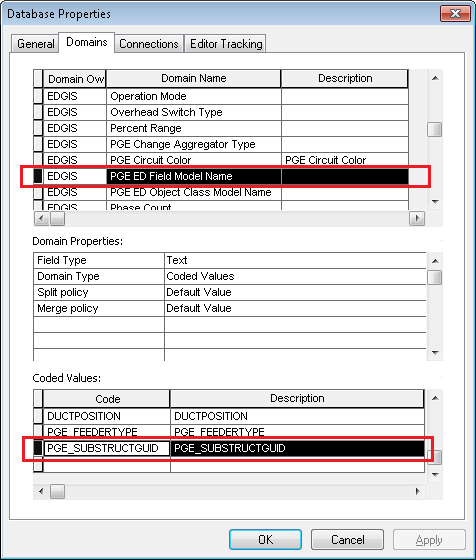 Database Properties
General Domains Connections Editor Tracking
Domain Ow Domain Name Description
EDGIS Operation Mode
EDGIS Overhead Switch Type
EDGIS Percent Range
EDGIS PGE Change Aggregator Type
EDGIS PGE Circuit Color PGE Circuit Color
EDGIS PGE ED Field Model Name
EDGIS PGE ED Object Class Model Name
EDGIS Phase Count
Domain Properties:
Field Type Text
Domain Type Coded Values
Split policy Default Value
Merge policy Default Value
Coded Values:
Code Description
DUCTPOSITION DUCTPOSITION
PGE_FEEDERTYPE PGE_FEEDERTYPE
PGE_SUBSTRUCTGUID PGE_SUBSTRUCTGUID
OK Cancel Apply